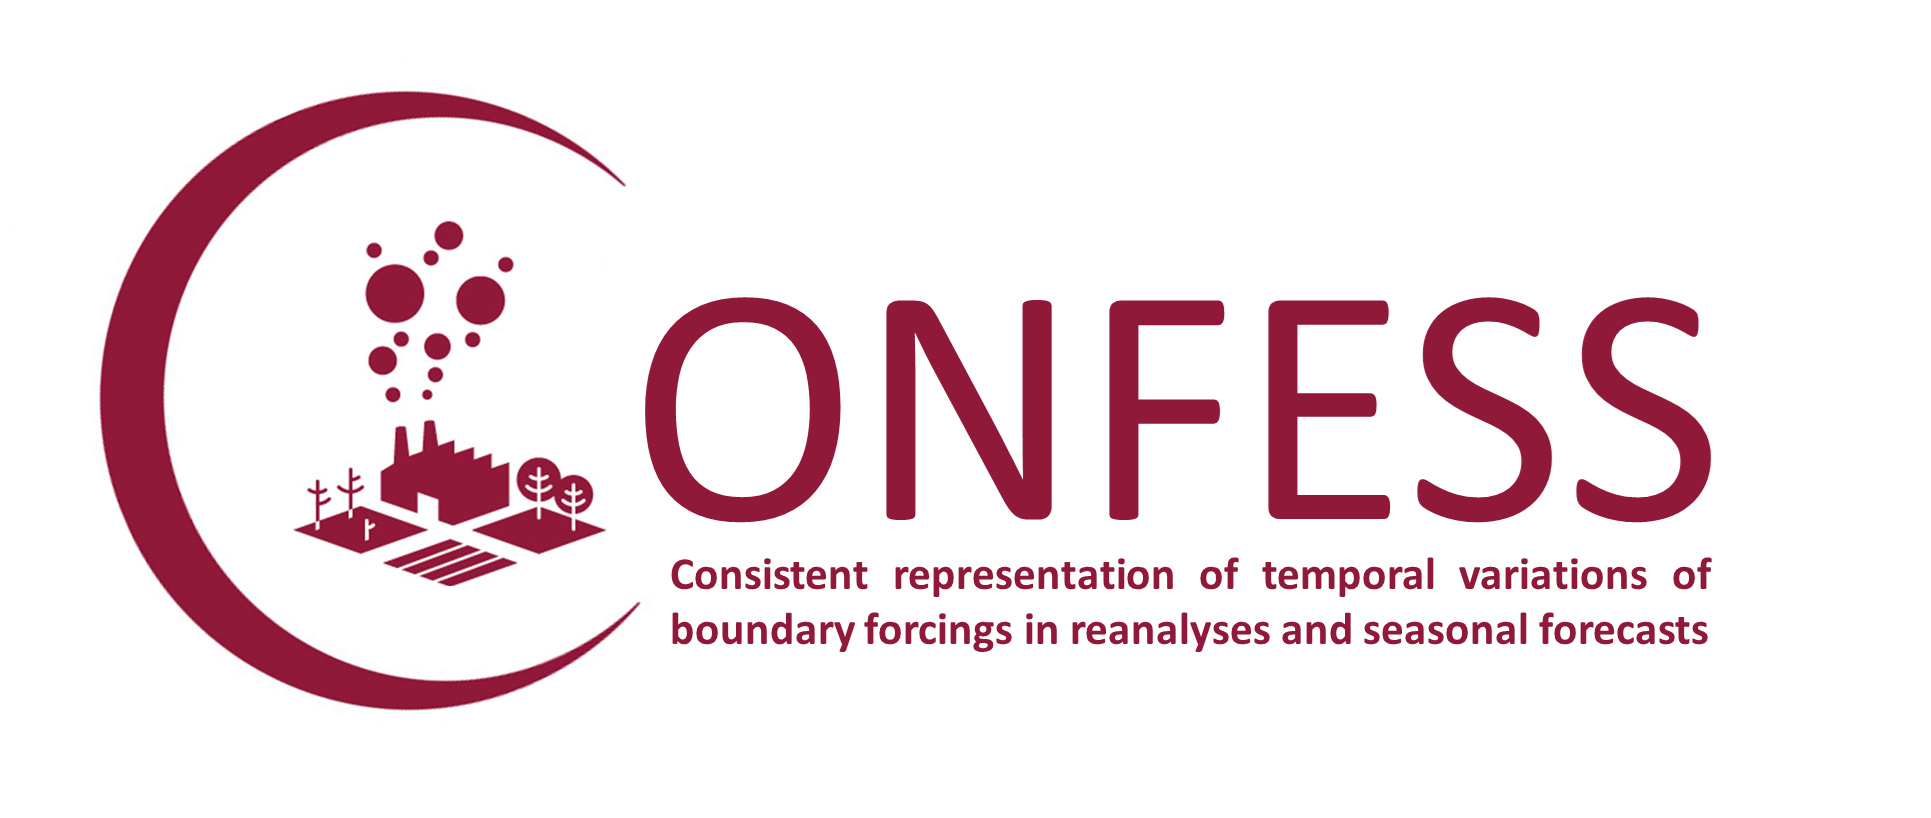 CONFESS
Consistent representation of temporal variations of
boundary forcings in reanalyses and seasonal forecasts